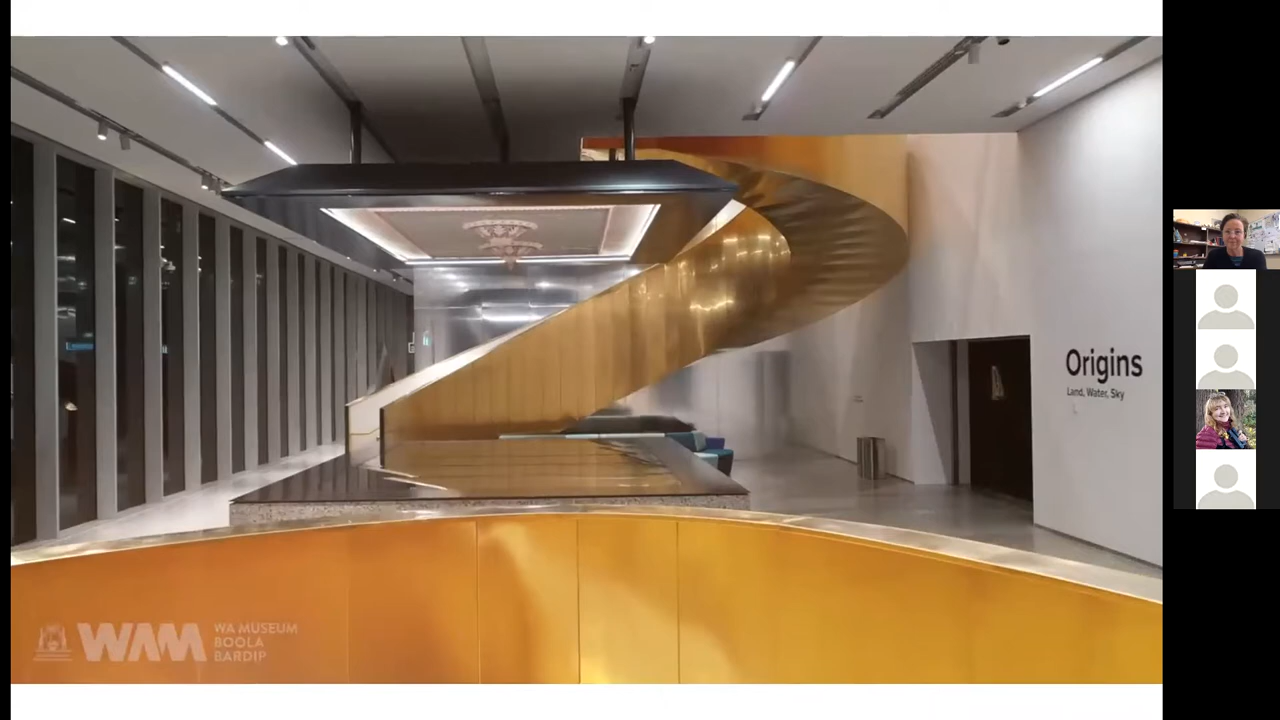 Origins
Land, Water, Sky
WAM
WA MUSEUM
BOOLA
BARDIP